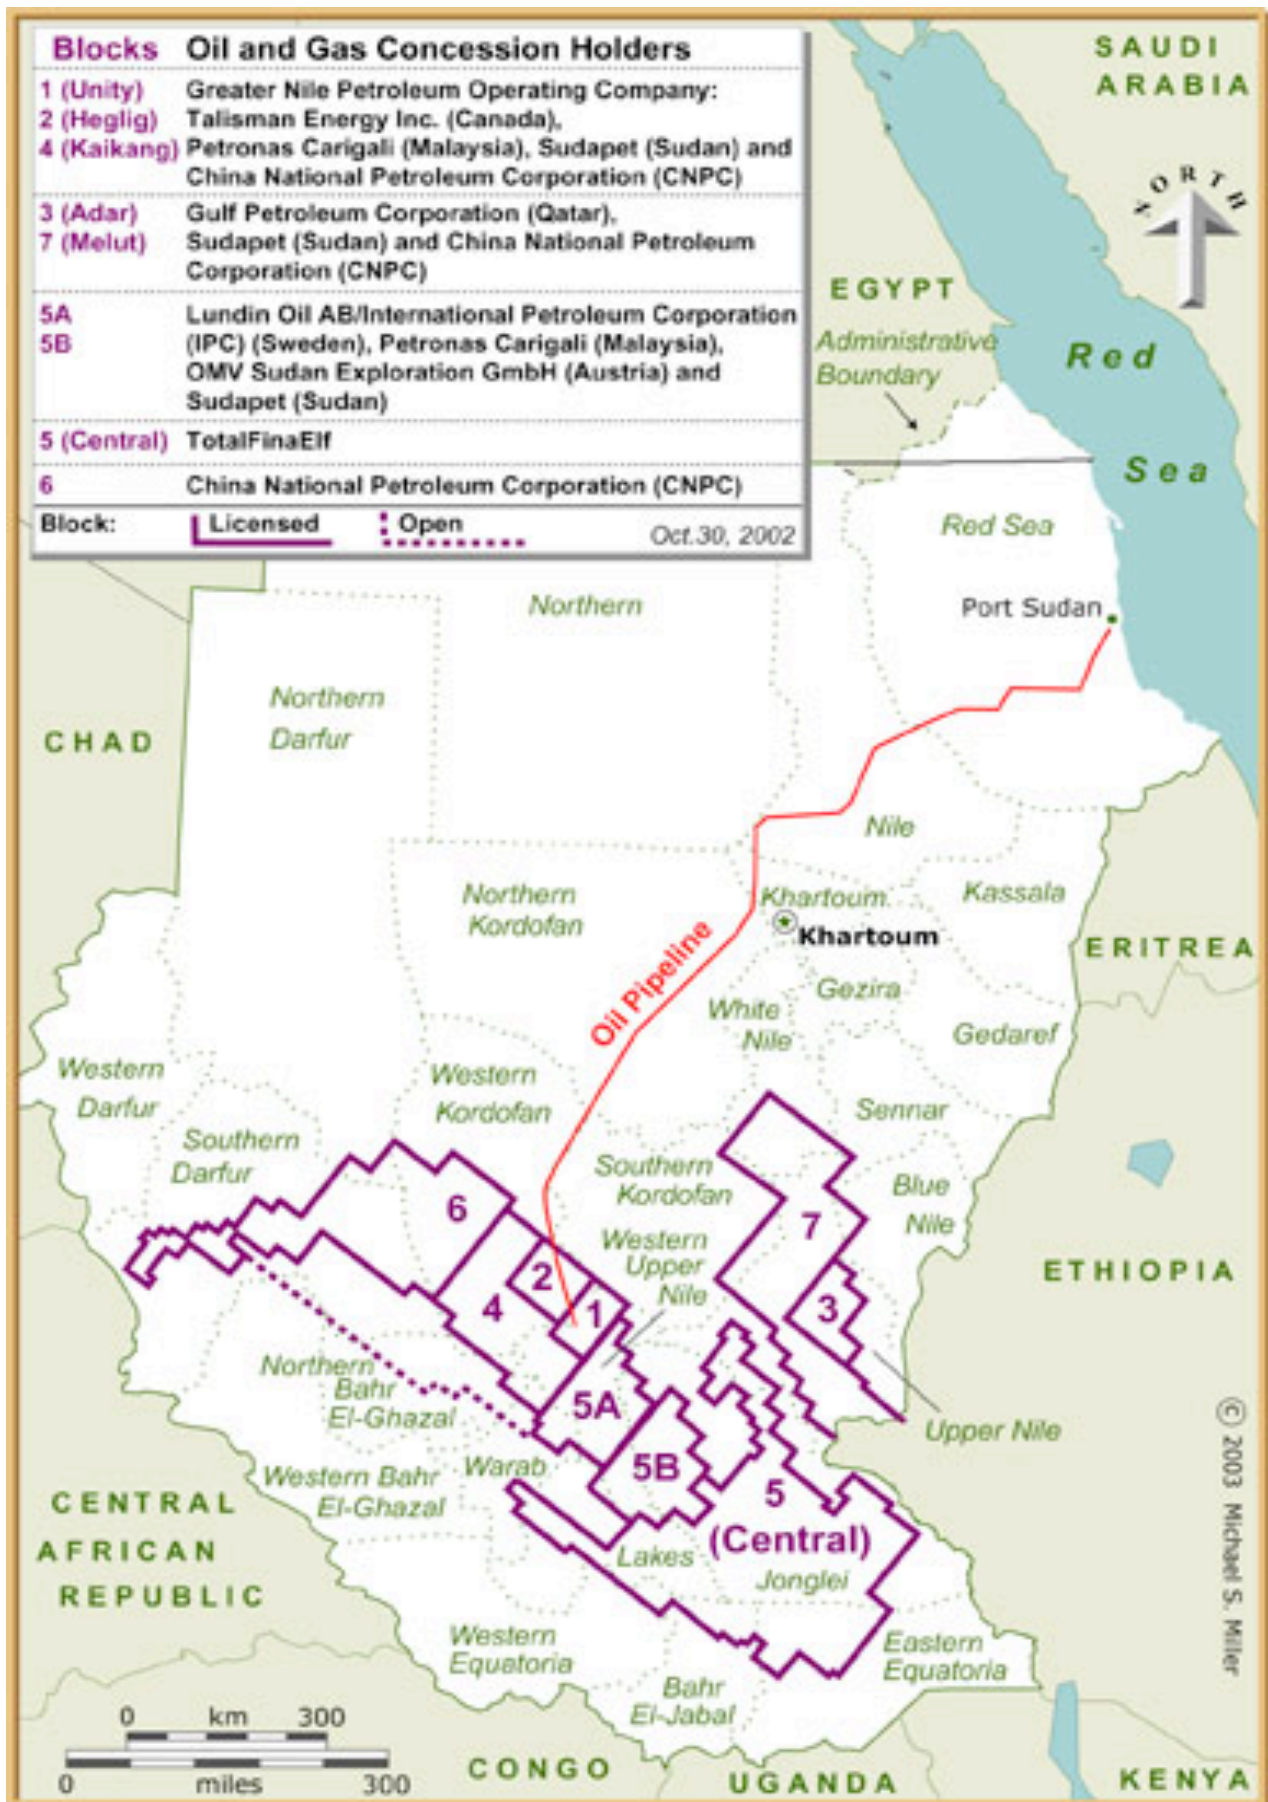 Blocks Oil and Gas Concession Holders
1 (Unity) Greater Nile Petroleum Operating Company:
2 (Heglig) Talisman Energy Inc. (Canada),
4 (Kaikang) Petronas Carigali (Malaysia), Sudapet (Sudan) and
China National Petroleum Corporation (CNPC)
3 (Adar) Gulf Petroleum Corporation (Qatar),
7 (Melut) Sudapet (Sudan) and China National Petroleum
Corporation (CNPC)
5A Lundin Oil AB/International Petroleum Corporation
5B (IPC) (Sweden), Petronas Carigali (Malaysia),
OMV Sudan Exploration GmbH (Austria) and
Sudapet (Sudan)
5 (Central) TotalFinaElf
6 China National Petroleum Corporation (CNPC)
Block: Licensed Open Oct.30, 2002
SAUDI
ARABIA
NORTH
EGYPT
Administrative
Boundary
Red
Sea
Red Sea
Port Sudan
Northern
Northern
Darfur
CHAD
Nile
Northern
Kordofan
Khartoum
Khartoum
Kassala
ERITREA
Oil Pipeline
Gezira
White
Nile
Gedaref
Western
Darfur
Western
Kordofan
Sennar
Southern
Darfur
Southern
Kordofan
Blue
Nile
6
7
Western
Upper
Nile
ETHIOPIA
2
4
1
3
Northern
Bahr
El-Ghazal
5A
Upper Nile
Western Bahr
El-Ghazal
Warab
5B
5
(Central)
CENTRAL
AFRICAN
REPUBLIC
Lakes
Jonglei
Western
Equatoria
Eastern
Equatoria
Bahr
El-Jabal
© 2003 Michael S. Miller
0 km 300
0 miles 300
CONGO
UGANDA
KENYA